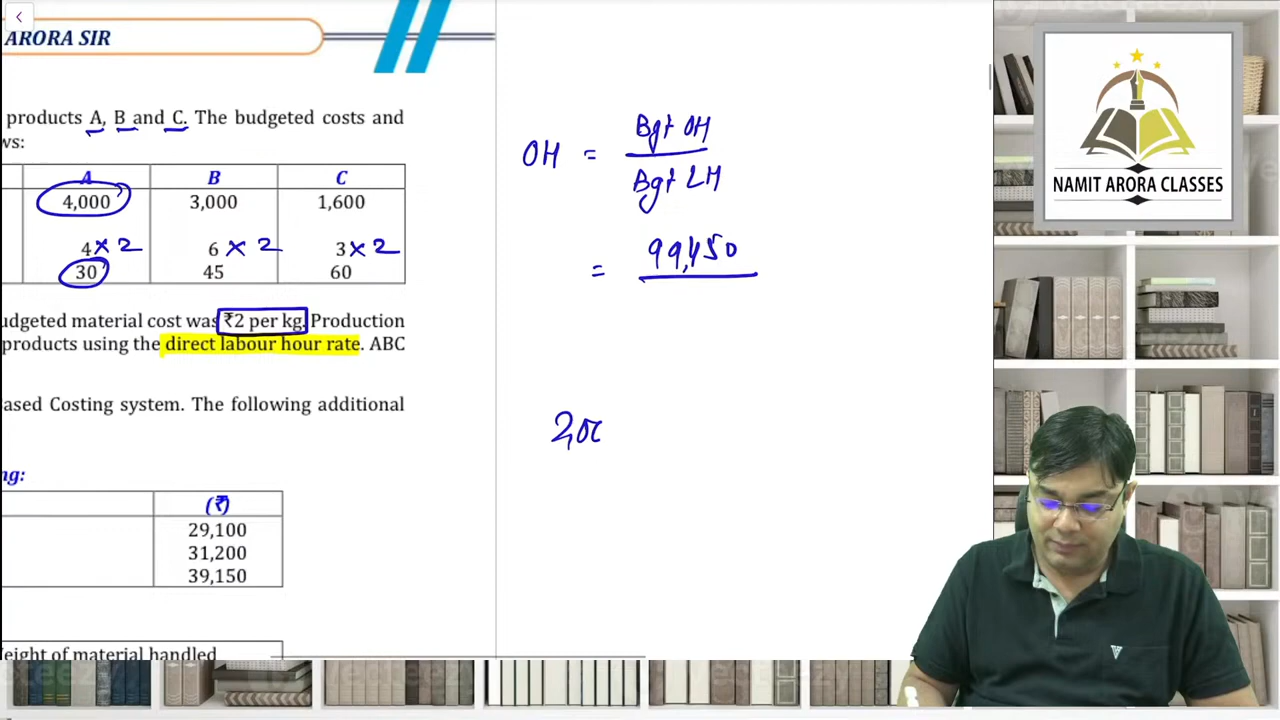 ARORA SIR
products A, B and C. The budgeted costs and
ws:
A B C
4,000 3,000 1,600
4 × 2 6 × 2 3 × 2
30 45 60
udgeted material cost was ₹2 per kg. Production
products using the direct labour hour rate. ABC
ased Costing system. The following additional
ng:
(₹)
29,100
31,200
39,150
eight of material handled
OH = Bgt OH
Bgt LH
= 99,450
2,00
NAMIT ARORA CLASSES